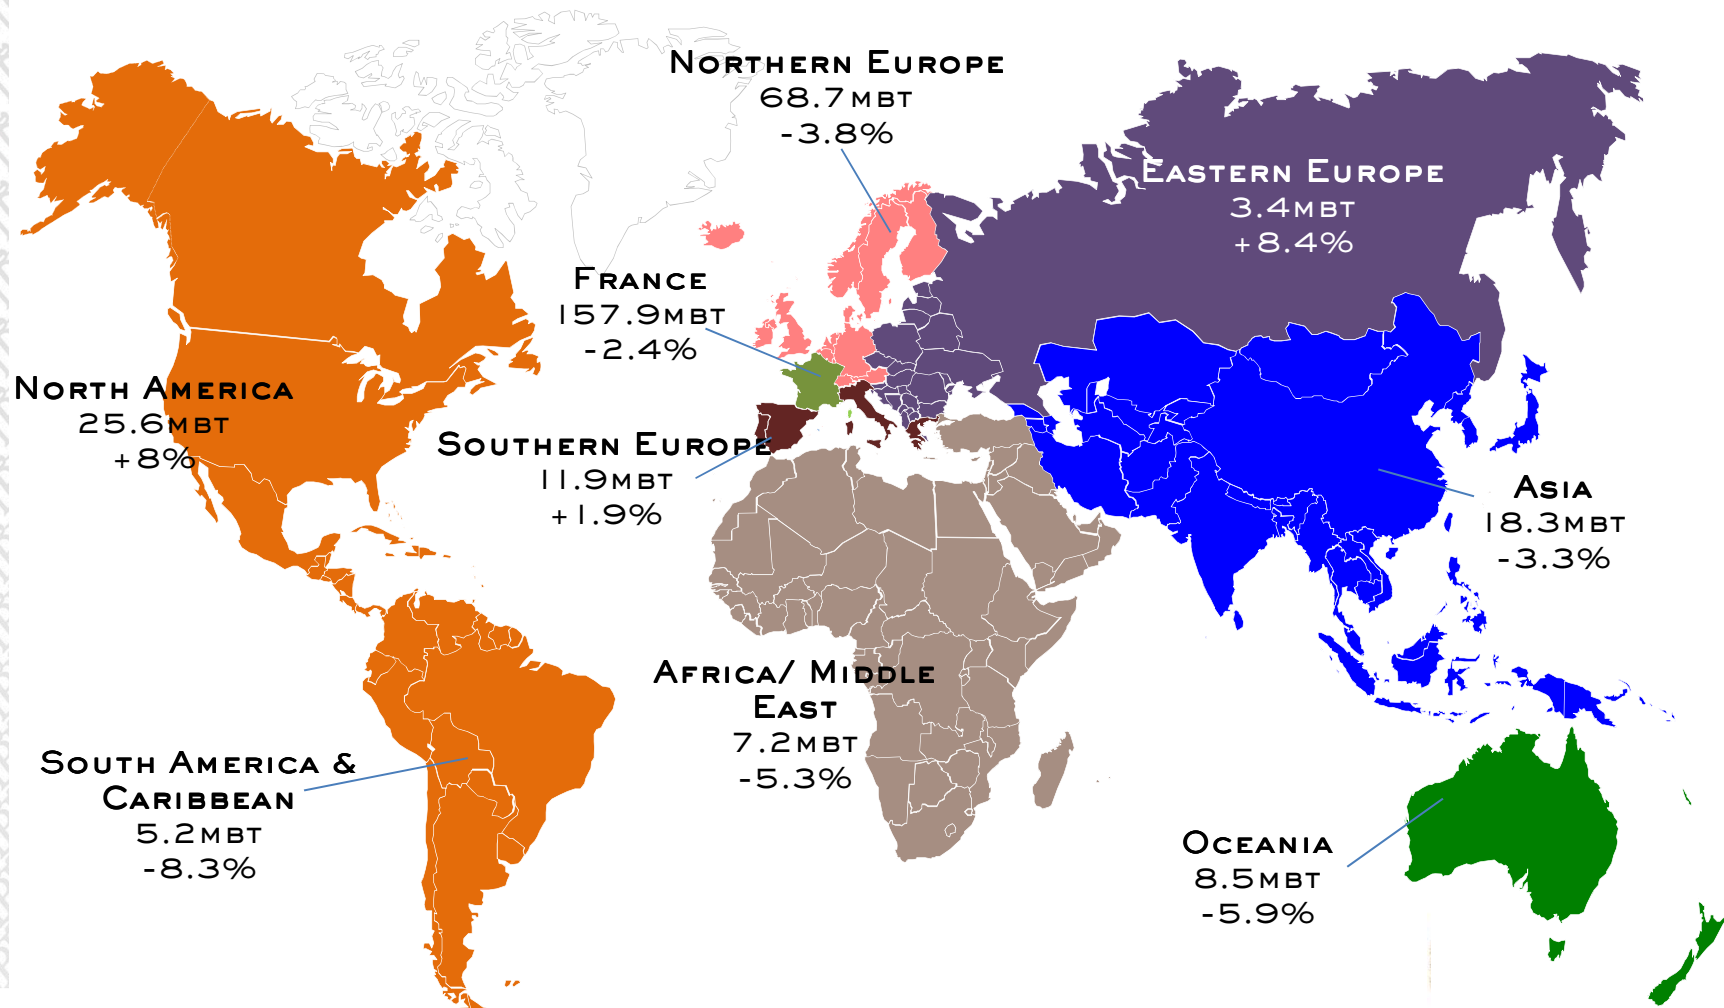 Northern Europe
68.7mbt
-3.8%
Eastern Europe
3.4mbt
+8.4%
France
157.9mbt
-2.4%
North America
25.6mbt
+8%
Southern Europe
11.9mbt
+1.9%
Asia
18.3mbt
-3.3%
Africa/ Middle
East
7.2mbt
-5.3%
South America &
Caribbean
5.2mbt
-8.3%
Oceania
8.5mbt
-5.9%